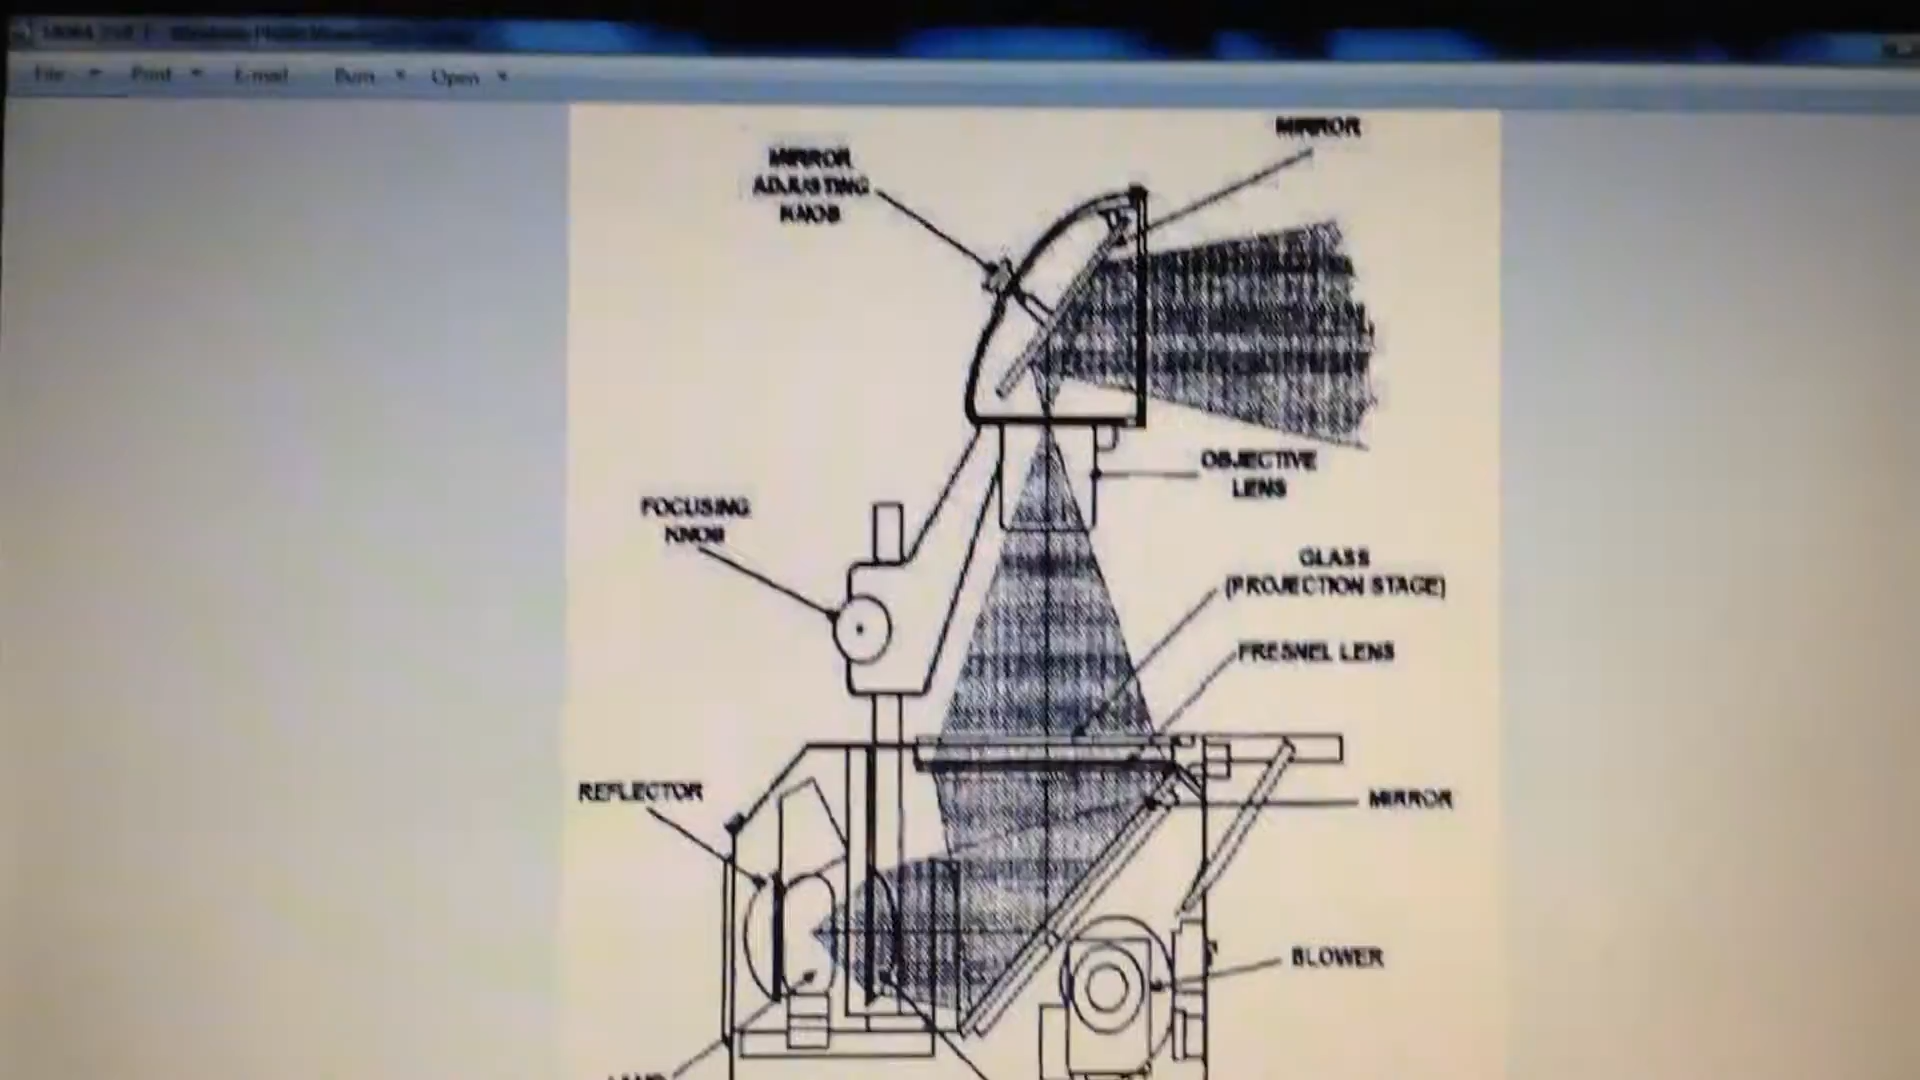 File Print E-mail Burn Open
MIRROR
MIRROR
ADJUSTING
KNOB
OBJECTIVE
LENS
FOCUSING
KNOB
GLASS
(PROJECTION STAGE)
FRESNEL LENS
REFLECTOR
MIRROR
BLOWER
LAMP